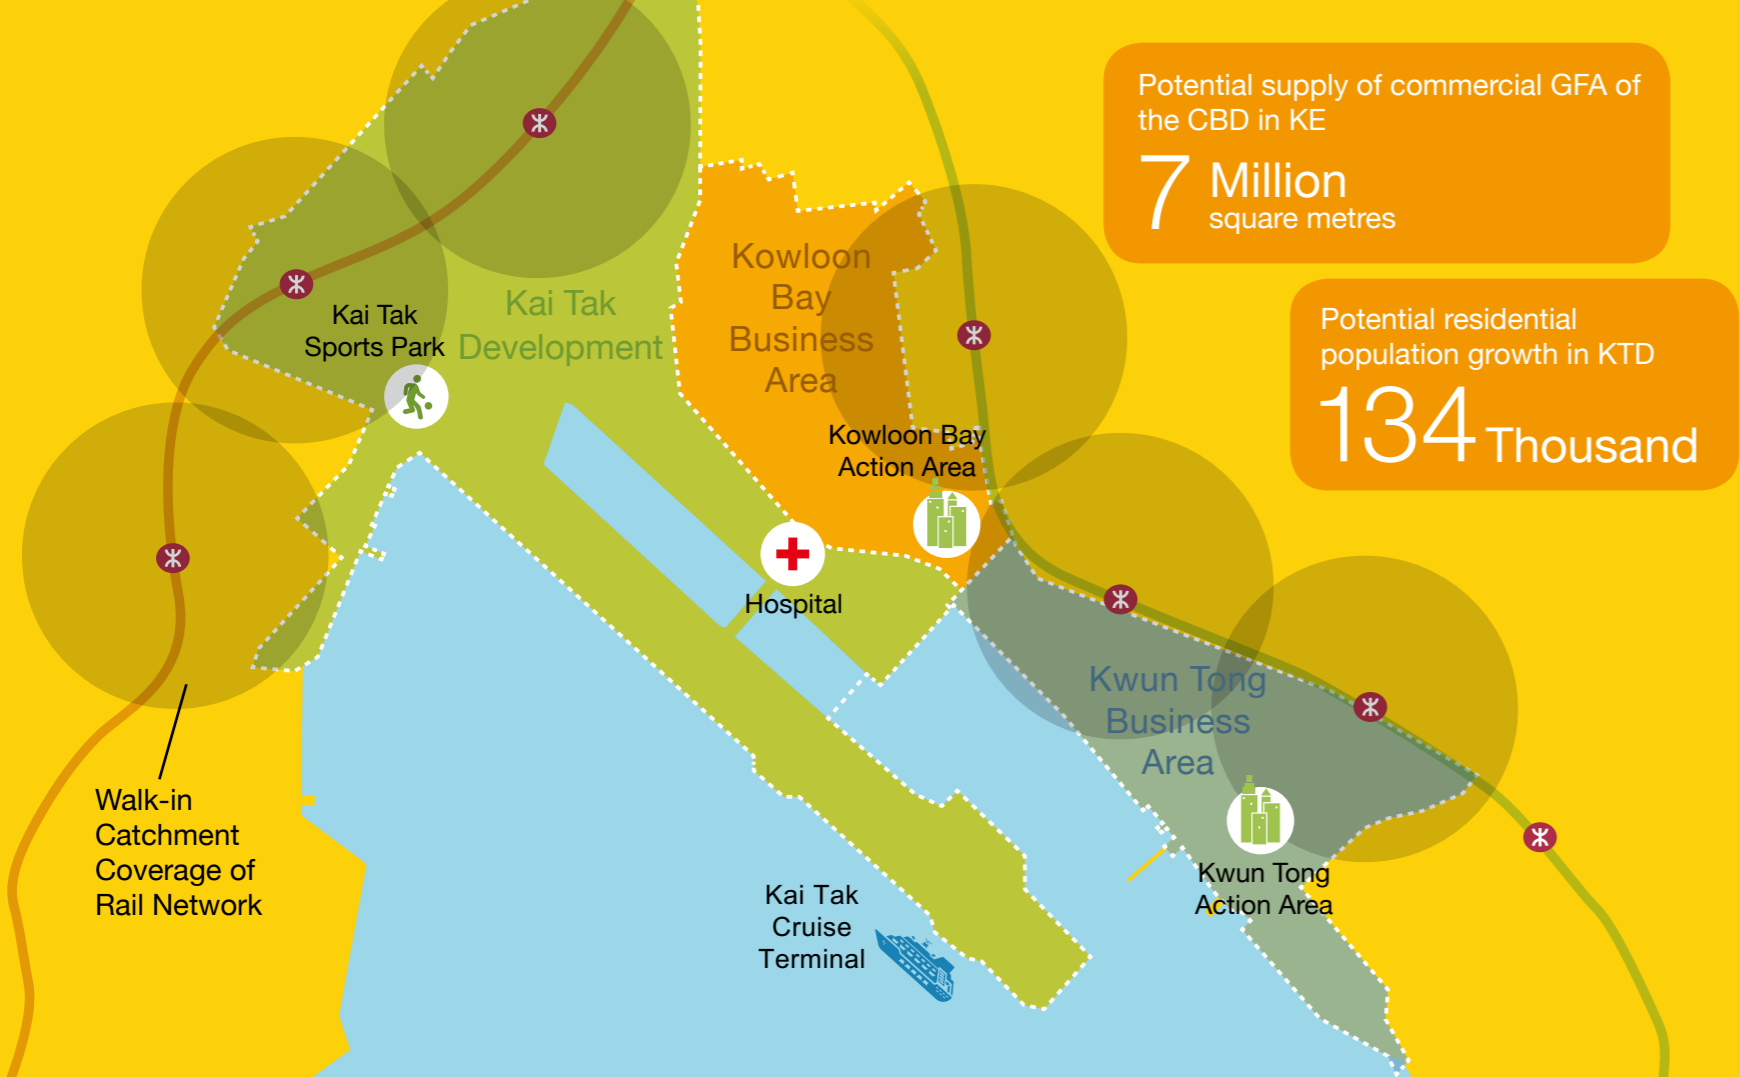 Potential supply of commercial GFA of
the CBD in KE
7 Million
square metres
Potential residential
population growth in KTD
134 Thousand
Kowloon
Bay
Business
Area
Kai Tak
Development
Kai Tak
Sports Park
Kowloon Bay
Action Area
Hospital
Kwun Tong
Business
Area
Walk-in
Catchment
Coverage of
Rail Network
Kai Tak
Cruise
Terminal
Kwun Tong
Action Area